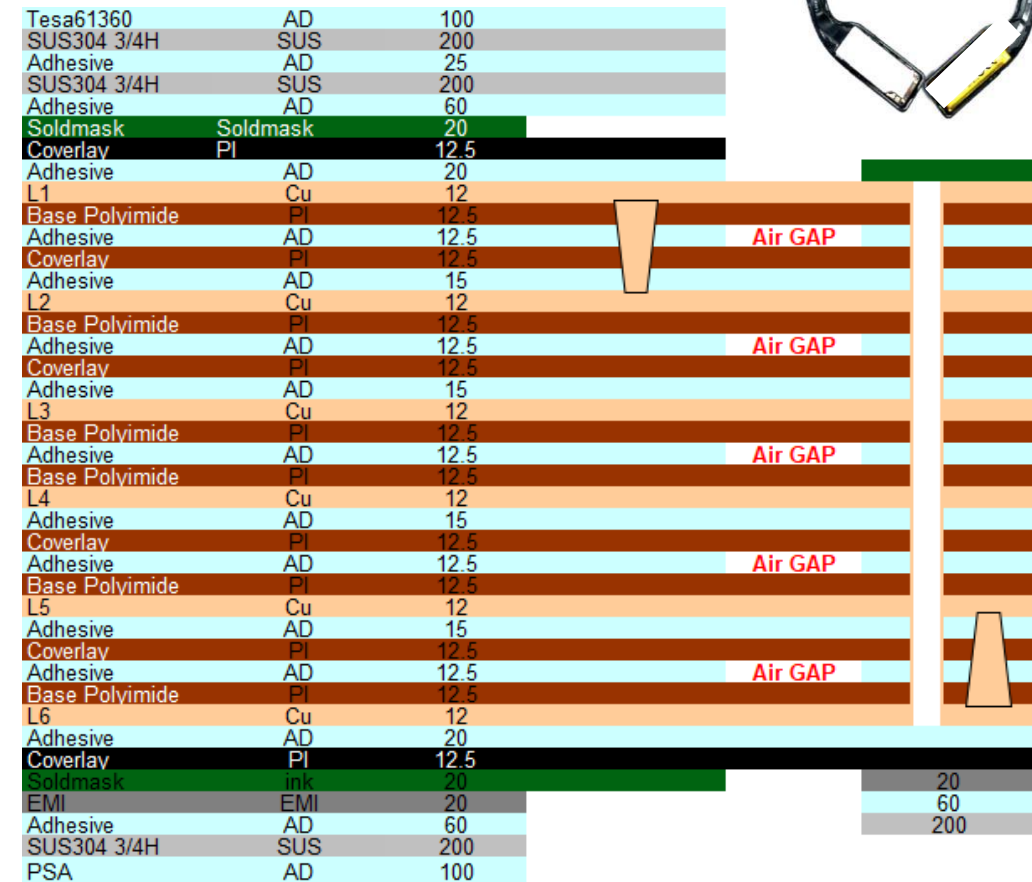 Tesa61360 AD 100
SUS304 3/4H SUS 200
Adhesive AD 25
SUS304 3/4H SUS 200
Adhesive AD 60
Soldmask Soldmask 20
Coverlay PI 12.5
Adhesive AD 20
L1 Cu 12
Base Polyimide PI 12.5
Adhesive AD 12.5 Air GAP
Coverlay PI 12.5
Adhesive AD 15
L2 Cu 12
Base Polyimide PI 12.5
Adhesive AD 12.5 Air GAP
Coverlay PI 12.5
Adhesive AD 15
L3 Cu 12
Base Polyimide PI 12.5
Adhesive AD 12.5 Air GAP
Base Polyimide PI 12.5
L4 Cu 12
Adhesive AD 15
Coverlay PI 12.5
Adhesive AD 12.5 Air GAP
Base Polyimide PI 12.5
L5 Cu 12
Adhesive AD 15
Coverlay PI 12.5
Adhesive AD 12.5 Air GAP
Base Polyimide PI 12.5
L6 Cu 12
Adhesive AD 20
Coverlay PI 12.5
Soldmask ink 20 20
EMI EMI 20 60
Adhesive AD 60 200
SUS304 3/4H SUS 200
PSA AD 100